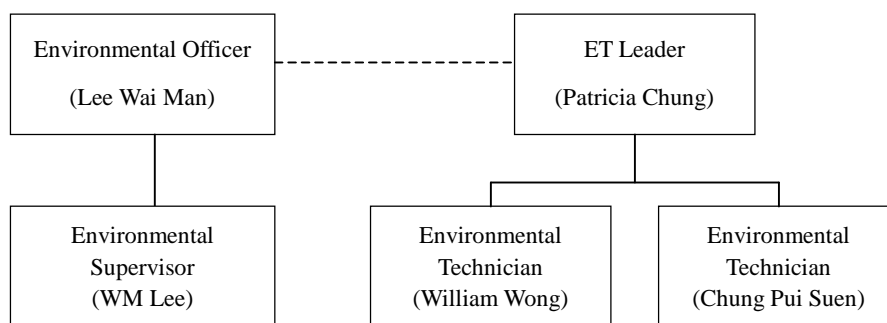 Environmental Officer
(Lee Wai Man)
ET Leader
(Patricia Chung)
Environmental
Supervisor
(WM Lee)
Environmental
Technician
(William Wong)
Environmental
Technician
(Chung Pui Suen)